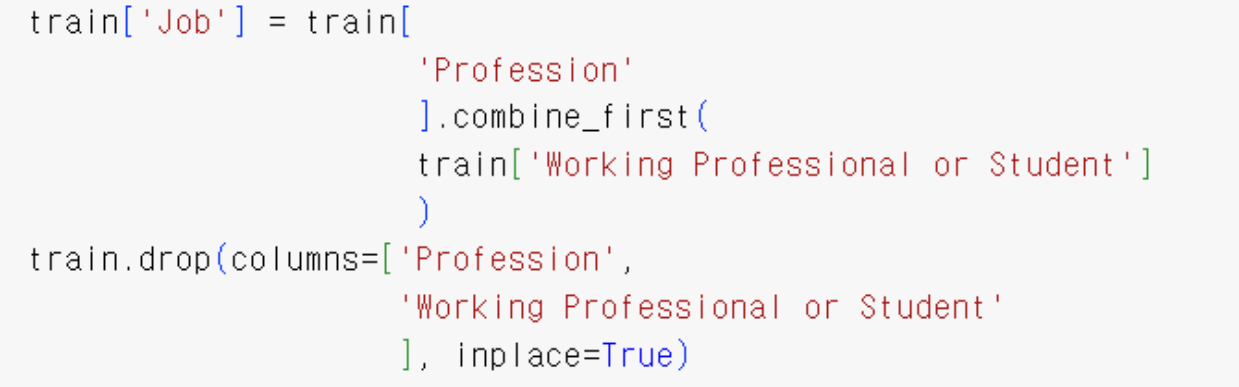 train['Job'] = train[
'Profession'
].combine_first(
train['Working Professional or Student']
)
train.drop(columns=['Profession',
'Working Professional or Student'
], inplace=True)